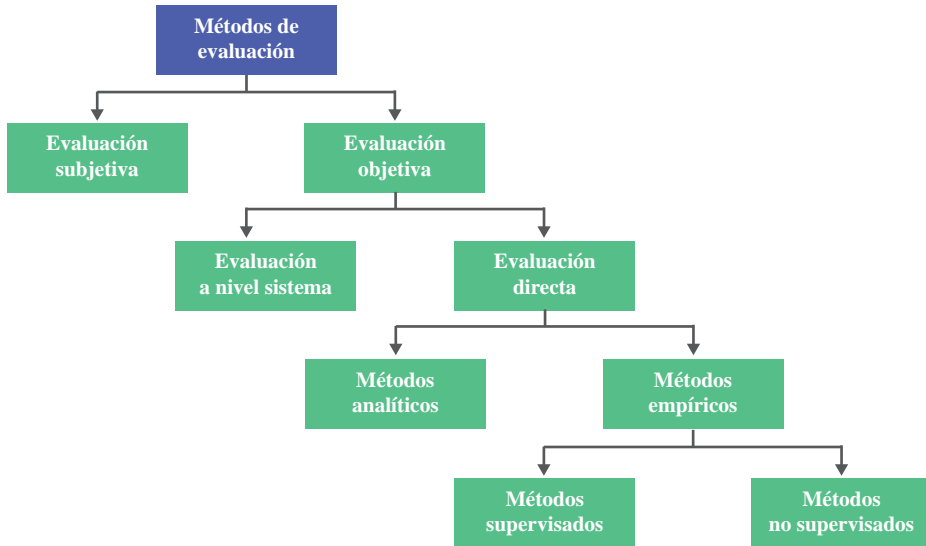 Métodos de
evaluación
Evaluación
subjetiva
Evaluación
objetiva
Evaluación
a nivel sistema
Evaluación
directa
Métodos
analíticos
Métodos
empíricos
Métodos
supervisados
Métodos
no supervisados